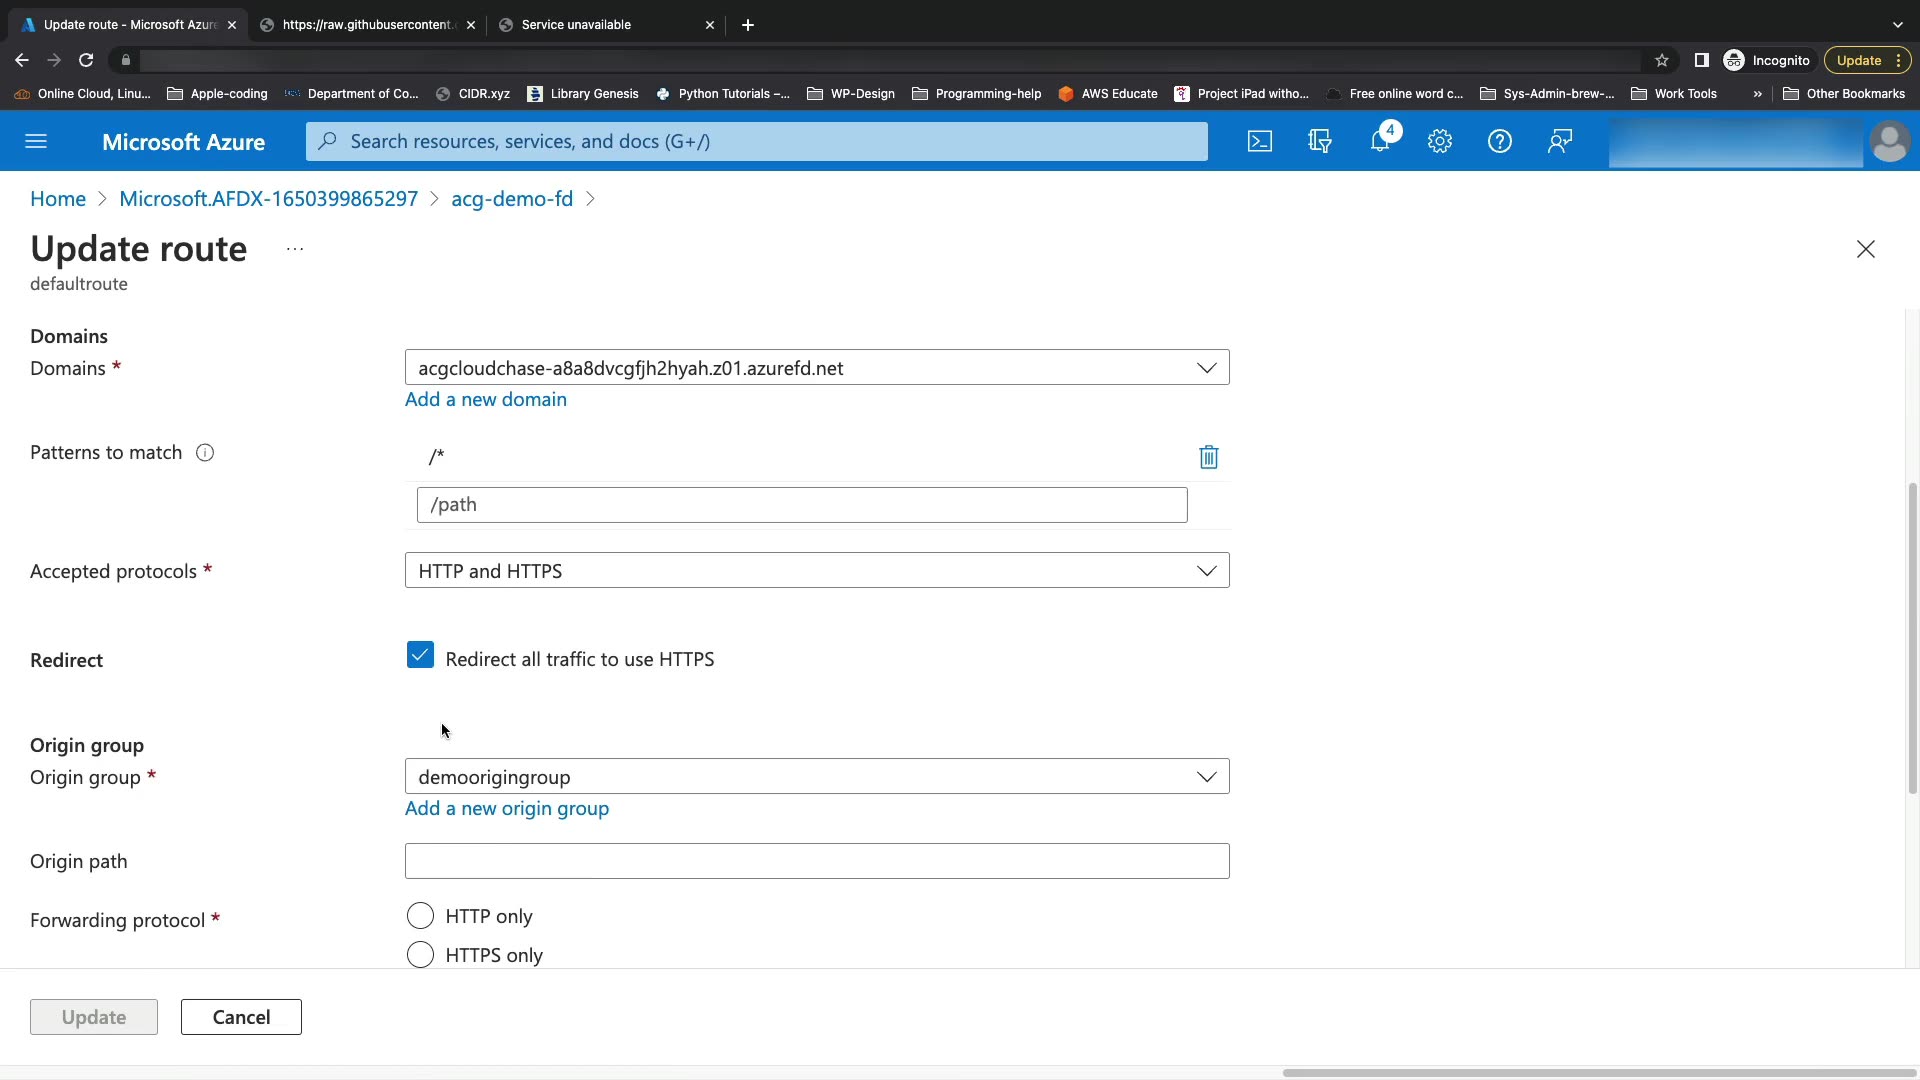 Update route - Microsoft Azure
https://raw.githubusercontent.
Service unavailable
Incognito
Update
Online Cloud, Linu...
Apple-coding
Department of Co...
CIDR.xyz
Library Genesis
Python Tutorials –...
WP-Design
Programming-help
AWS Educate
Project iPad witho...
Free online word c...
Sys-Admin-brew-...
Work Tools
»
Other Bookmarks
Microsoft Azure
Search resources, services, and docs (G+/)
4
Home > Microsoft.AFDX-1650399865297 > acg-demo-fd >
Update route ...
defaultroute
Domains
Domains *
acgcloudchase-a8a8dvcgfjh2hyah.z01.azurefd.net
Add a new domain
Patterns to match
/*
/path
Accepted protocols *
HTTP and HTTPS
Redirect
Redirect all traffic to use HTTPS
Origin group
Origin group *
demoorigingroup
Add a new origin group
Origin path
Forwarding protocol *
HTTP only
HTTPS only
Update
Cancel